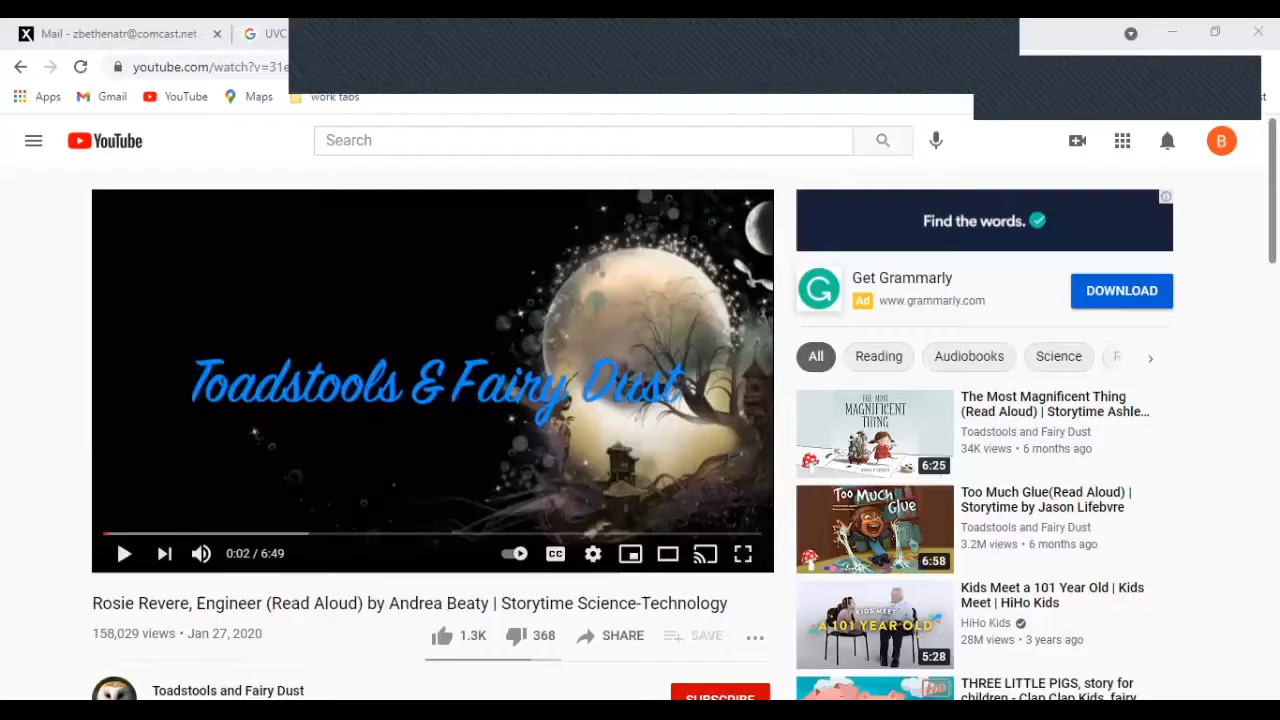 Mail - zbethenatr@comcast.net
UVC
youtube.com/watch?v=31e
Apps
Gmail
YouTube
Maps
work tabs
YouTube
Search
B
Toadstools & Fairy Dust
0:02 / 6:49
CC
Rosie Revere, Engineer (Read Aloud) by Andrea Beaty | Storytime Science-Technology
158,029 views • Jan 27, 2020
1.3K
368
SHARE
SAVE
Toadstools and Fairy Dust
SUBSCRIBE
Find the words.
Get Grammarly
Ad www.grammarly.com
DOWNLOAD
All
Reading
Audiobooks
Science
THE MOST
MAGNIFICENT
THING
6:25
The Most Magnificent Thing
(Read Aloud) | Storytime Ashle...
Toadstools and Fairy Dust
34K views • 6 months ago
TOO MUCH
GLUE
6:58
Too Much Glue(Read Aloud) |
Storytime by Jason Lifebvre
Toadstools and Fairy Dust
3.2M views • 6 months ago
KIDS MEET
A 101 YEAR OLD
5:28
Kids Meet a 101 Year Old | Kids
Meet | HiHo Kids
HiHo Kids
28M views • 3 years ago
THREE LITTLE PIGS, story for
children - Clap Clap Kids, fairy